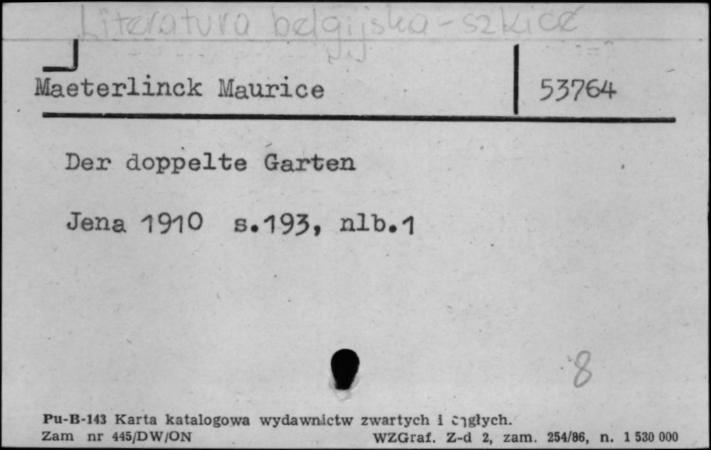 Literatura belgijska - szkice
Maeterlinck Maurice 53764
Der doppelte Garten
Jena 1910 s.193, nlb.1
8
Pu-B-143 Karta katalogowa wydawnictw zwartych i ciągłych.
Zam nr 445/DW/ON WZGraf. Z-d 2, zam. 254/86, n. 1 530 000